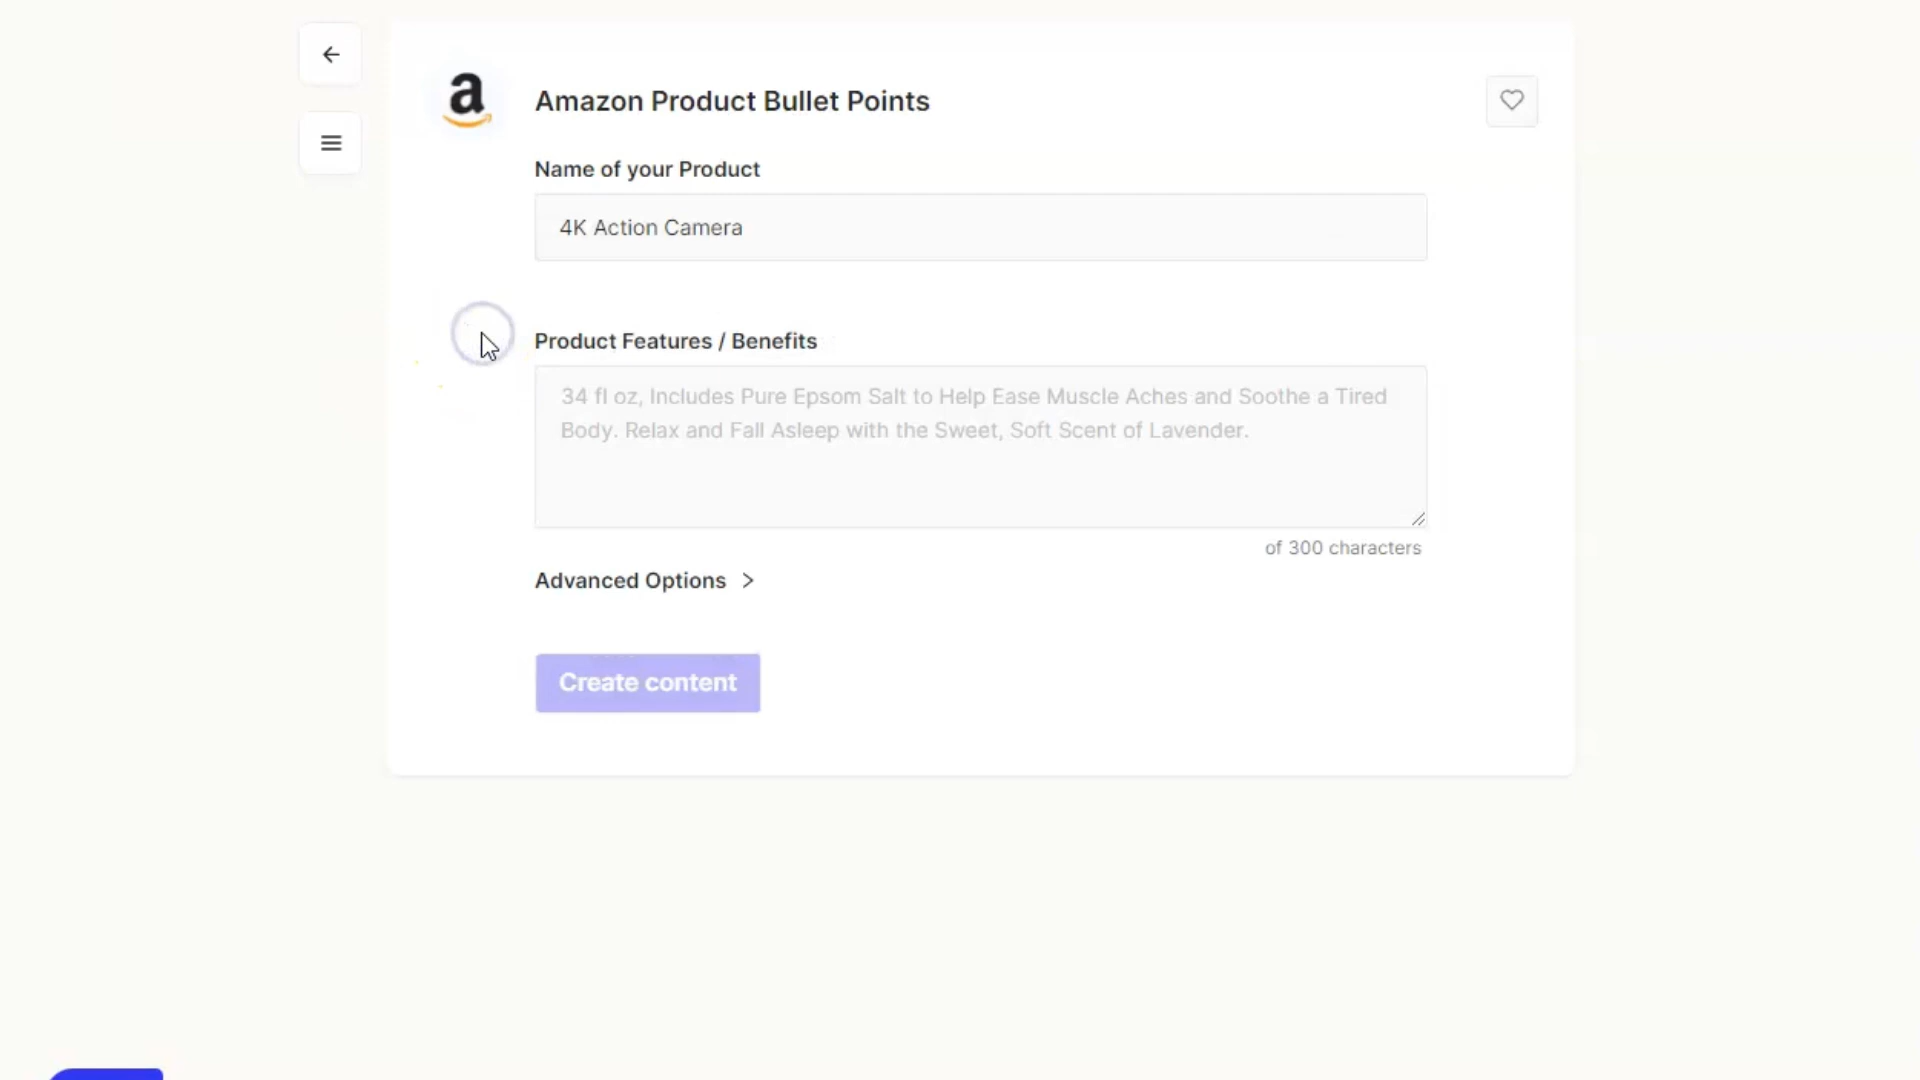 a
Amazon Product Bullet Points
Name of your Product
4K Action Camera
Product Features / Benefits
34 fl oz, Includes Pure Epsom Salt to Help Ease Muscle Aches and Soothe a Tired
Body. Relax and Fall Asleep with the Sweet, Soft Scent of Lavender.
of 300 characters
Advanced Options >
Create content